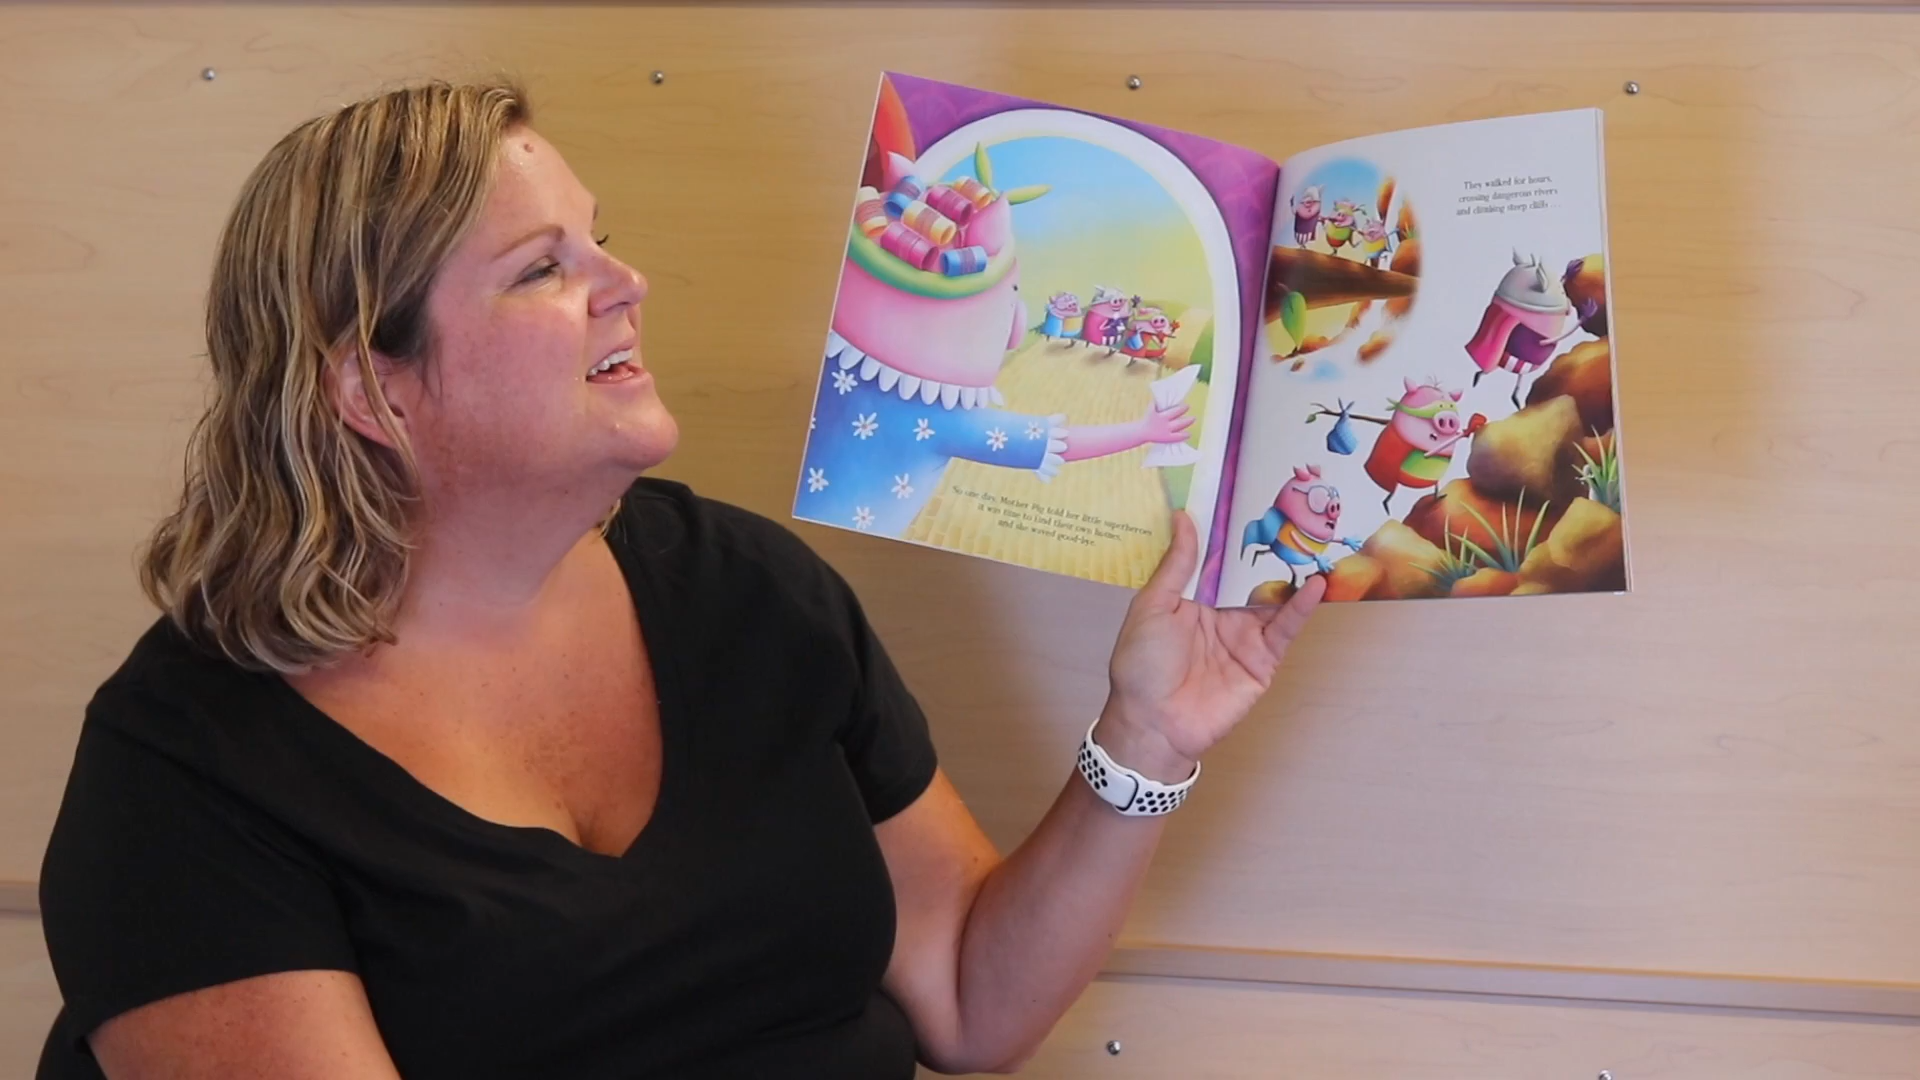 So one day, Mother Pig told her little superheroes
it was time to find their own homes,
and she waved good-bye.
They walked for hours,
crossing dangerous rivers
and climbing steep cliffs . . .